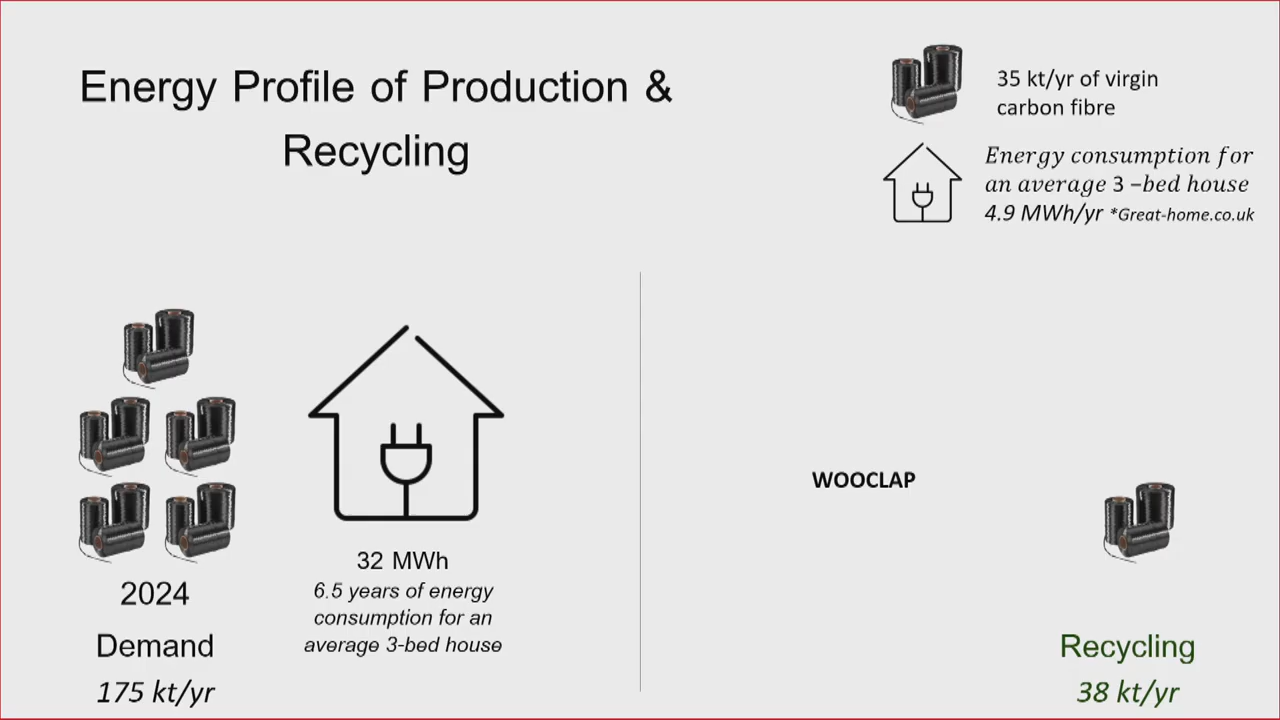 Energy Profile of Production &
Recycling
35 kt/yr of virgin
carbon fibre
Energy consumption for
an average 3 −bed house
4.9 MWh/yr *Great-home.co.uk
32 MWh
6.5 years of energy
consumption for an
average 3-bed house
2024
Demand
175 kt/yr
WOOCLAP
Recycling
38 kt/yr